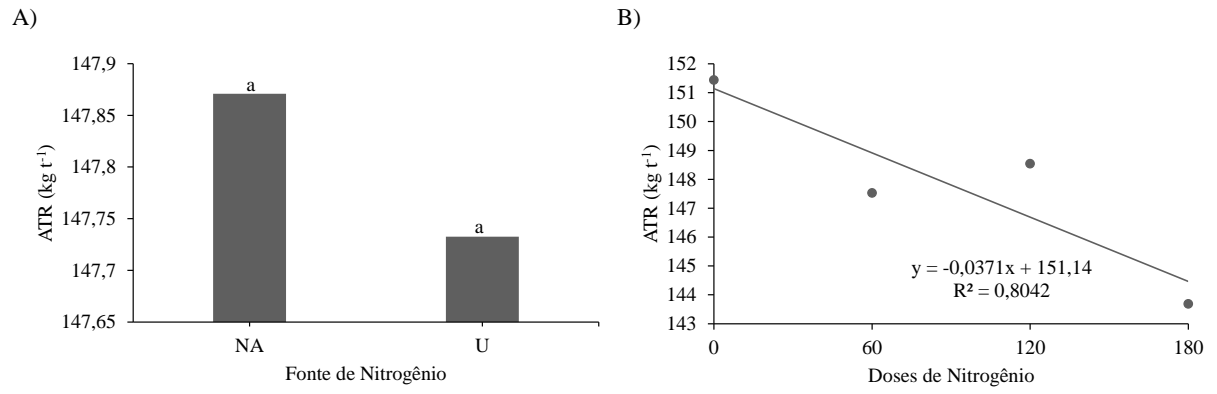 A)
147,9
147,85
147,8
147,75
147,7
147,65
ATR (kg t⁻¹)
a
a
NA
U
Fonte de Nitrogênio
B)
152
151
150
149
148
147
146
145
144
143
ATR (kg t⁻¹)
y = -0,0371x + 151,14
R² = 0,8042
0
60
120
180
Doses de Nitrogênio